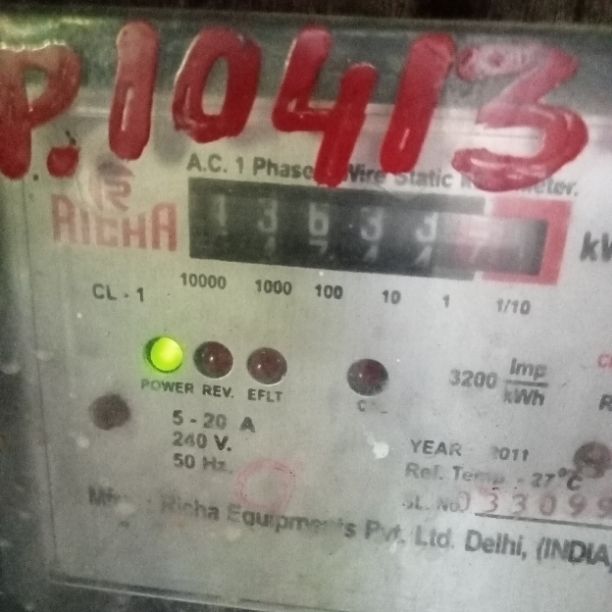 P.10413
A.C. 1 Phase Wire Static
RICHA
1 3 6 3 3
10000 1000 100 10 1 1/10
CL - 1
3200 Imp
kWh
POWER REV. EFLT
5 - 20 A
240 V.
50 Hz.
YEAR 2011
Ref. Temp - 27°C
SL. No.
Richa Equipments Pvt. Ltd. Delhi, (INDIA